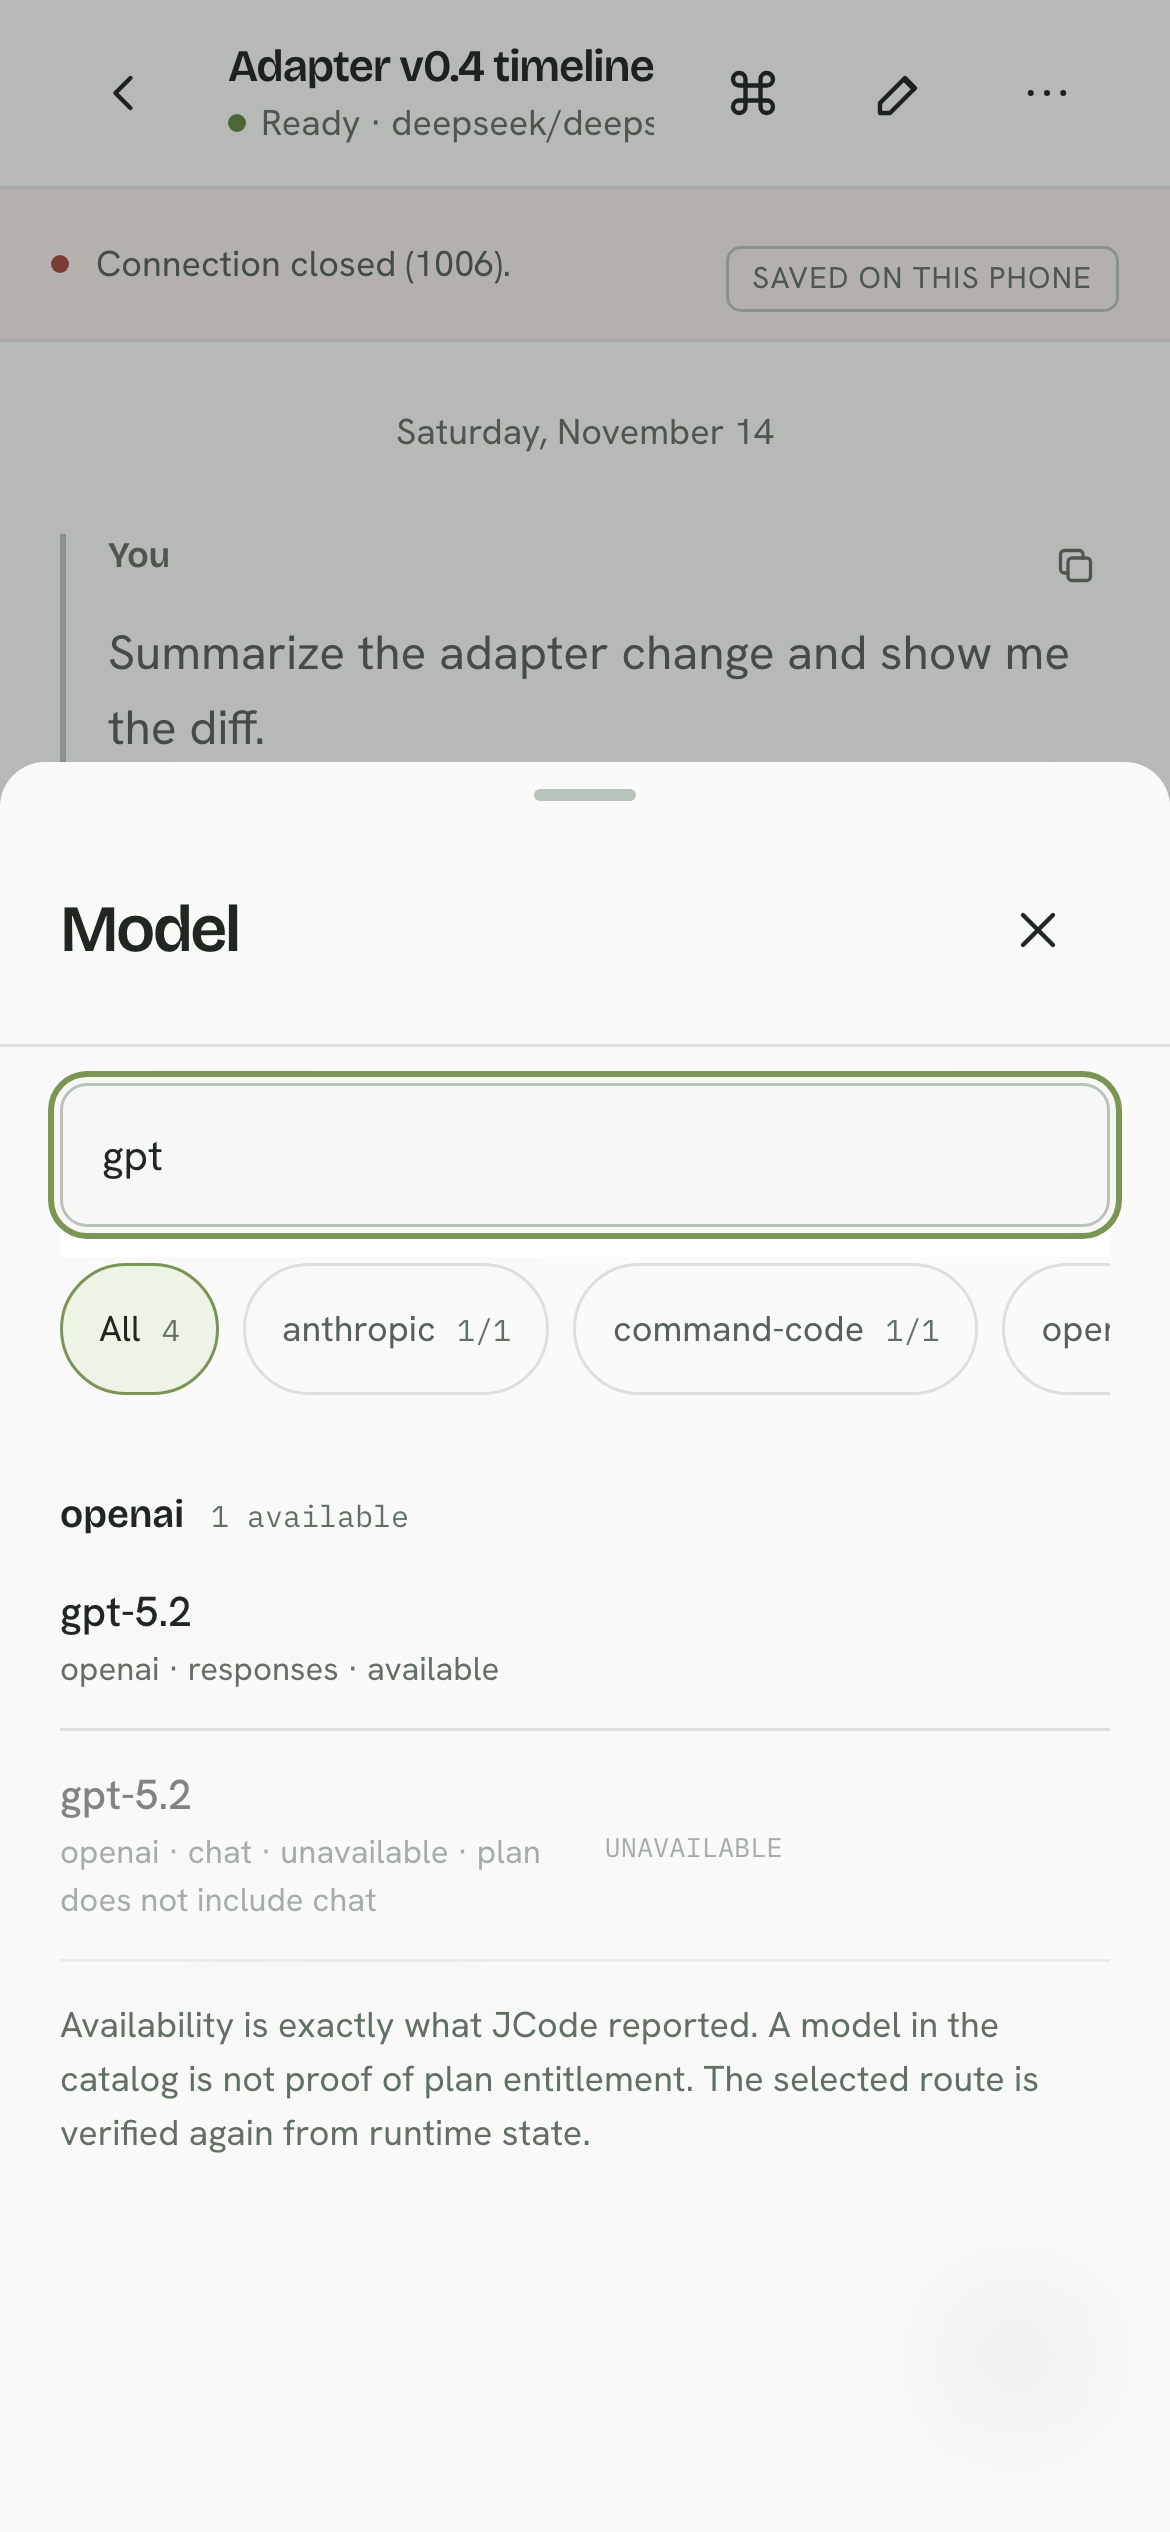 Adapter v0.4 timeline
Ready · deepseek/deeps
Connection closed (1006).
SAVED ON THIS PHONE
Saturday, November 14
You
Summarize the adapter change and show me
the diff.
Model
gpt
All 4
anthropic 1/1
command-code 1/1
oper
openai 1 available
gpt-5.2
openai · responses · available
gpt-5.2
openai · chat · unavailable · plan
does not include chat
UNAVAILABLE
Availability is exactly what JCode reported. A model in the
catalog is not proof of plan entitlement. The selected route is
verified again from runtime state.